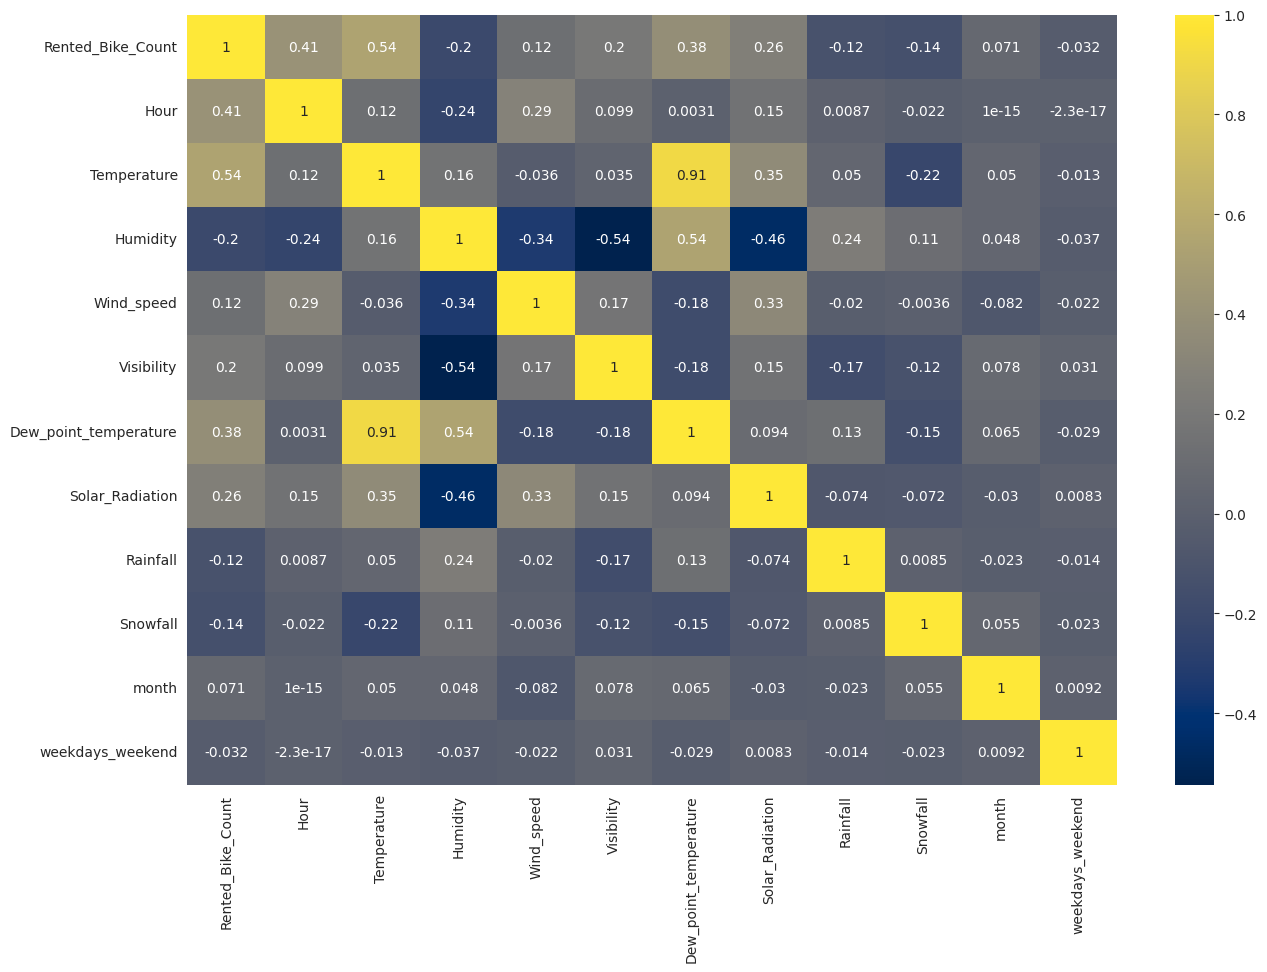 Rented_Bike_Count 1 0.41 0.54 -0.2 0.12 0.2 0.38 0.26 -0.12 -0.14 0.071 -0.032
Hour 0.41 1 0.12 -0.24 0.29 0.099 0.0031 0.15 0.0087 -0.022 1e-15 -2.3e-17
Temperature 0.54 0.12 1 0.16 -0.036 0.035 0.91 0.35 0.05 -0.22 0.05 -0.013
Humidity -0.2 -0.24 0.16 1 -0.34 -0.54 0.54 -0.46 0.24 0.11 0.048 -0.037
Wind_speed 0.12 0.29 -0.036 -0.34 1 0.17 -0.18 0.33 -0.02 -0.0036 -0.082 -0.022
Visibility 0.2 0.099 0.035 -0.54 0.17 1 -0.18 0.15 -0.17 -0.12 0.078 0.031
Dew_point_temperature 0.38 0.0031 0.91 0.54 -0.18 -0.18 1 0.094 0.13 -0.15 0.065 -0.029
Solar_Radiation 0.26 0.15 0.35 -0.46 0.33 0.15 0.094 1 -0.074 -0.072 -0.03 0.0083
Rainfall -0.12 0.0087 0.05 0.24 -0.02 -0.17 0.13 -0.074 1 0.0085 -0.023 -0.014
Snowfall -0.14 -0.022 -0.22 0.11 -0.0036 -0.12 -0.15 -0.072 0.0085 1 0.055 -0.023
month 0.071 1e-15 0.05 0.048 -0.082 0.078 0.065 -0.03 -0.023 0.055 1 0.0092
weekdays_weekend -0.032 -2.3e-17 -0.013 -0.037 -0.022 0.031 -0.029 0.0083 -0.014 -0.023 0.0092 1
Rented_Bike_Count
Hour
Temperature
Humidity
Wind_speed
Visibility
Dew_point_temperature
Solar_Radiation
Rainfall
Snowfall
month
weekdays_weekend
1.0
0.8
0.6
0.4
0.2
0.0
−0.2
−0.4